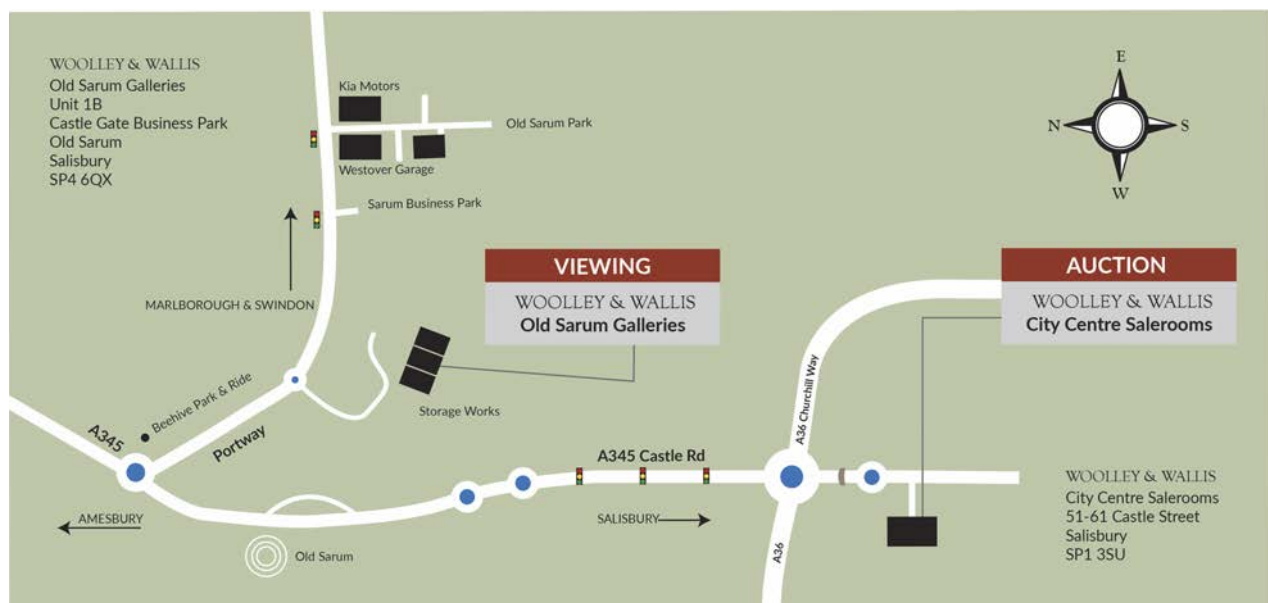 WOOLLEY & WALLIS
Old Sarum Galleries
Unit 1B
Castle Gate Business Park
Old Sarum
Salisbury
SP4 6QX
Kia Motors
Old Sarum Park
Westover Garage
Sarum Business Park
E
N
S
W
MARLBOROUGH & SWINDON
VIEWING
WOOLLEY & WALLIS
Old Sarum Galleries
AUCTION
WOOLLEY & WALLIS
City Centre Salerooms
A36 Churchill Way
Beehive Park & Ride
Storage Works
A345
Portway
A345 Castle Rd
AMESBURY
SALISBURY
Old Sarum
A36
WOOLLEY & WALLIS
City Centre Salerooms
51-61 Castle Street
Salisbury
SP1 3SU